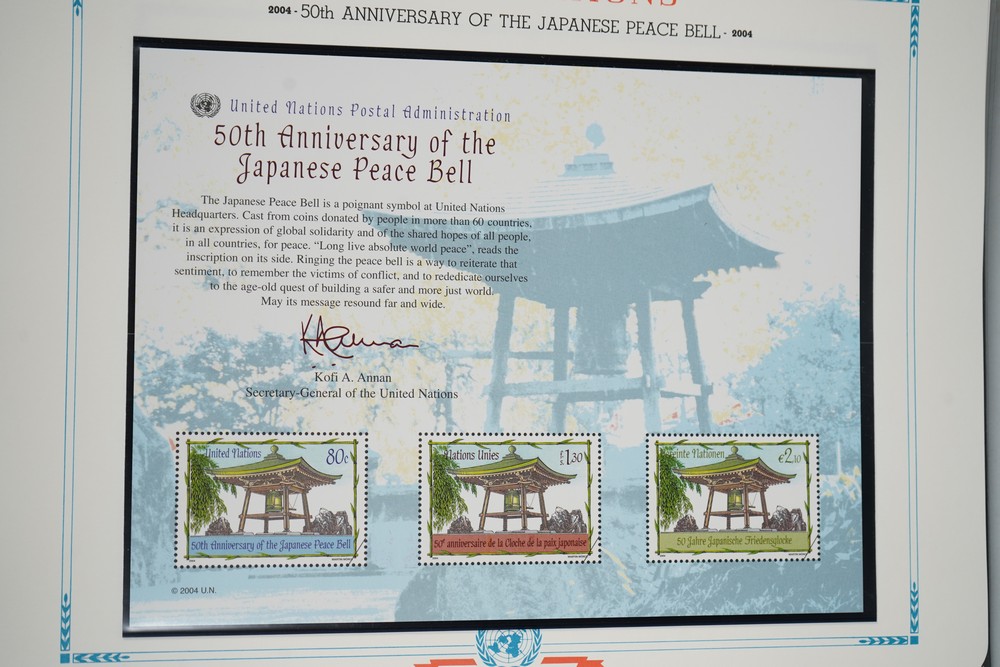 2004 - 50th ANNIVERSARY OF THE JAPANESE PEACE BELL - 2004
United Nations Postal Administration
50th Anniversary of the
Japanese Peace Bell
The Japanese Peace Bell is a poignant symbol at United Nations
Headquarters. Cast from coins donated by people in more than 60 countries,
it is an expression of global solidarity and of the shared hopes of all people,
in all countries, for peace. “Long live absolute world peace”, reads the
inscription on its side. Ringing the peace bell is a way to reiterate that
sentiment, to remember the victims of conflict, and to rededicate ourselves
to the age-old quest of building a safer and more just world.
May its message resound far and wide.
Kofi A. Annan
Secretary-General of the United Nations
United Nations 80c
50th Anniversary of the Japanese Peace Bell
Nations Unies F.S. 1,30
50e anniversaire de la Cloche de la paix japonaise
einte Nationen €2,10
50 Jahre Japanische Friedensglocke
© 2004 U.N.